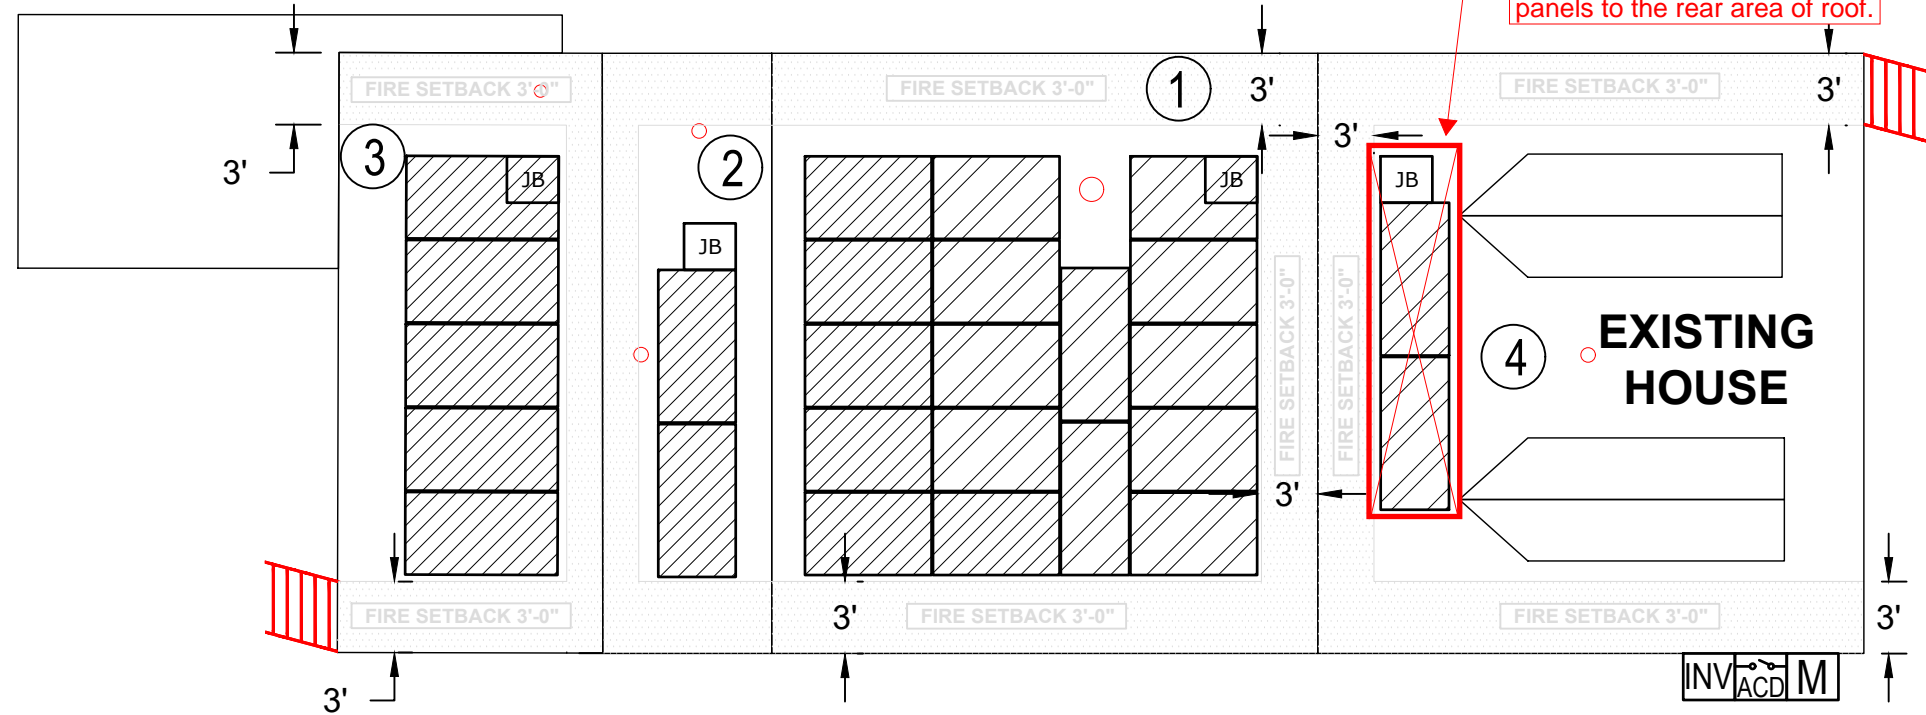 panels to the rear area of roof.
FIRE SETBACK 3'-0"
FIRE SETBACK 3'-0"
1
3'
FIRE SETBACK 3'-0"
3'
3'
3'
3
2
JB
JB
JB
JB
FIRE SETBACK 3'-0"
FIRE SETBACK 3'-0"
4
EXISTING
HOUSE
3'
FIRE SETBACK 3'-0"
3'
FIRE SETBACK 3'-0"
FIRE SETBACK 3'-0"
3'
3'
INV
ACD
M